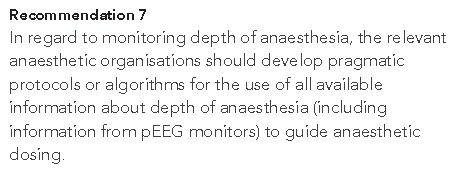 Recommendation 7
In regard to monitoring depth of anaesthesia, the relevant
anaesthetic organisations should develop pragmatic
protocols or algorithms for the use of all available
information about depth of anaesthesia (including
information from pEEG monitors) to guide anaesthetic
dosing.